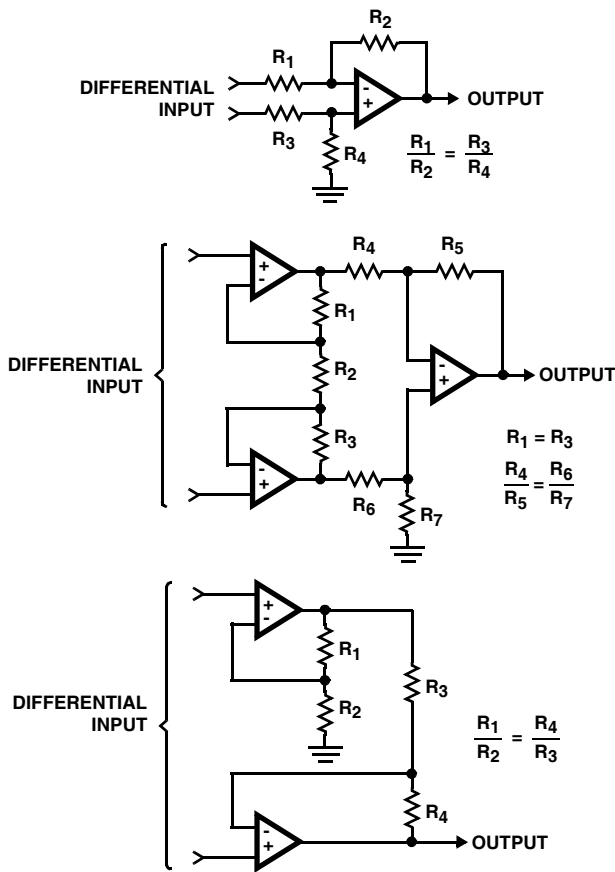 R2
R1
DIFFERENTIAL
INPUT
-
+
OUTPUT
R3
R4
R1/R2 = R3/R4
R4
R5
+
-
R1
DIFFERENTIAL
INPUT
R2
-
+
OUTPUT
R3
R1 = R3
-
+
R6
R7
R4/R5 = R6/R7
+
-
R1
R3
DIFFERENTIAL
INPUT
R2
R1/R2 = R4/R3
R4
-
+
OUTPUT